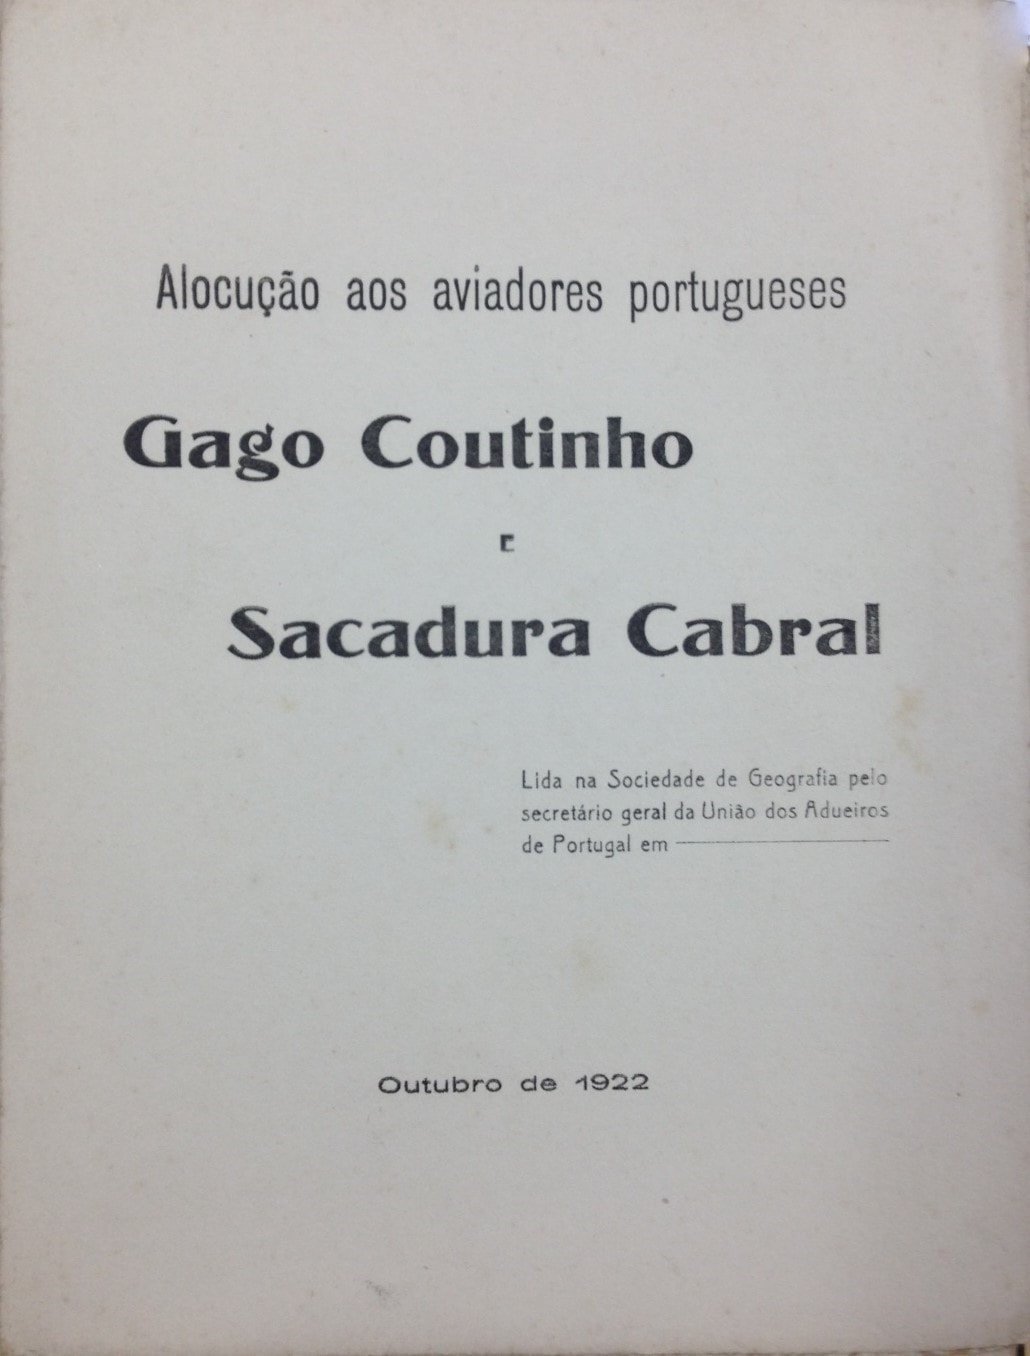 Alocução aos aviadores portugueses
Gago Coutinho
E
Sacadura Cabral
Lida na Sociedade de Geografia pelo
secretário geral da União dos Adueiros
de Portugal em
Outubro de 1922